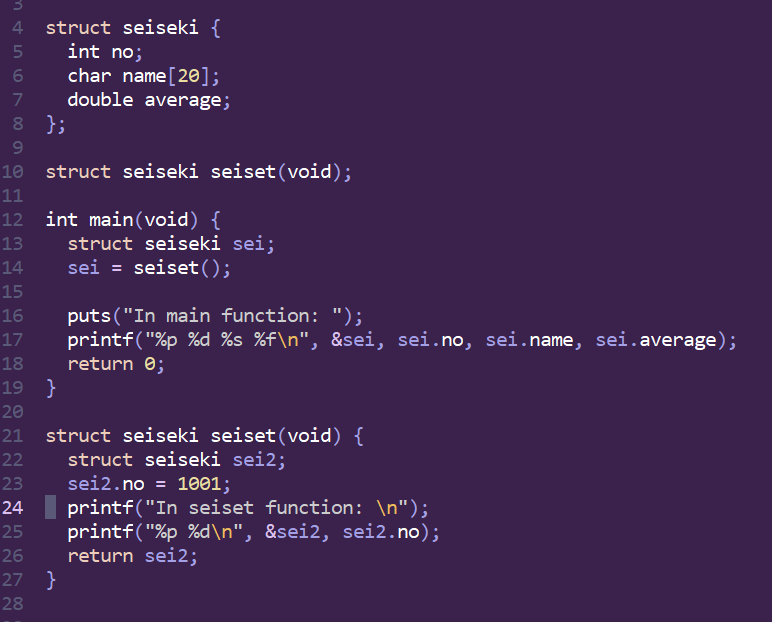 3
4 struct seiseki {
5   int no;
6   char name[20];
7   double average;
8 };
9
10 struct seiseki seiset(void);
11
12 int main(void) {
13   struct seiseki sei;
14   sei = seiset();
15
16   puts("In main function: ");
17   printf("%p %d %s %f\n", &sei, sei.no, sei.name, sei.average);
18   return 0;
19 }
20
21 struct seiseki seiset(void) {
22   struct seiseki sei2;
23   sei2.no = 1001;
24   printf("In seiset function: \n");
25   printf("%p %d\n", &sei2, sei2.no);
26   return sei2;
27 }
28